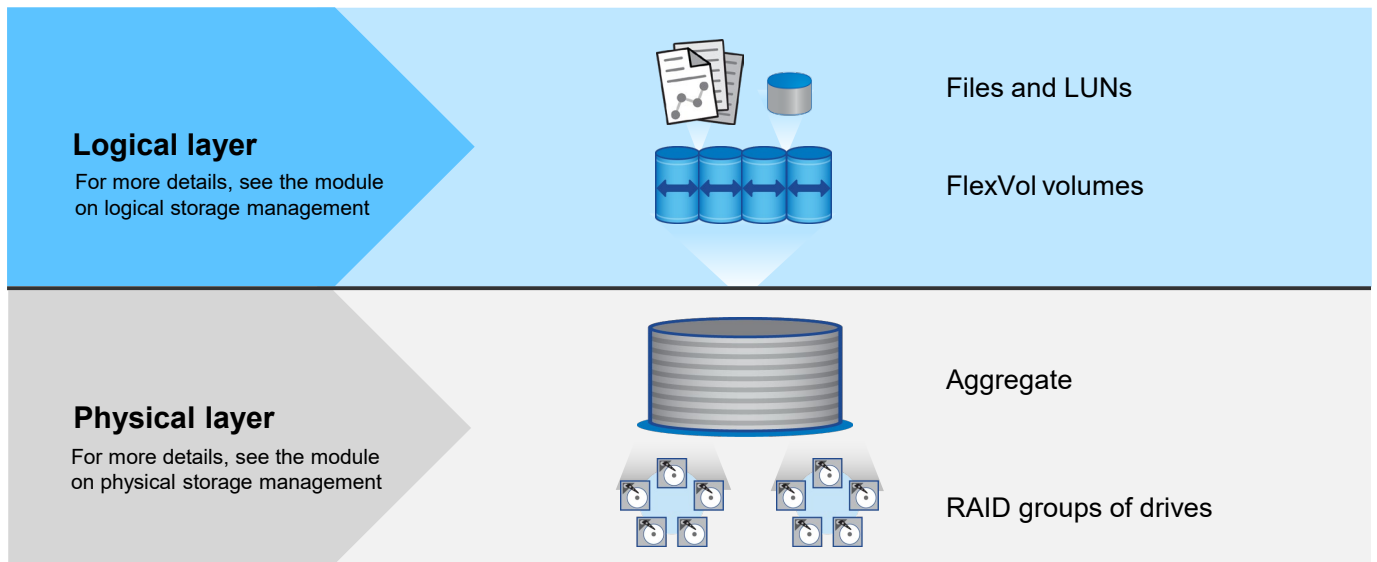 Logical layer
For more details, see the module
on logical storage management
Files and LUNs
FlexVol volumes
Physical layer
For more details, see the module
on physical storage management
Aggregate
RAID groups of drives